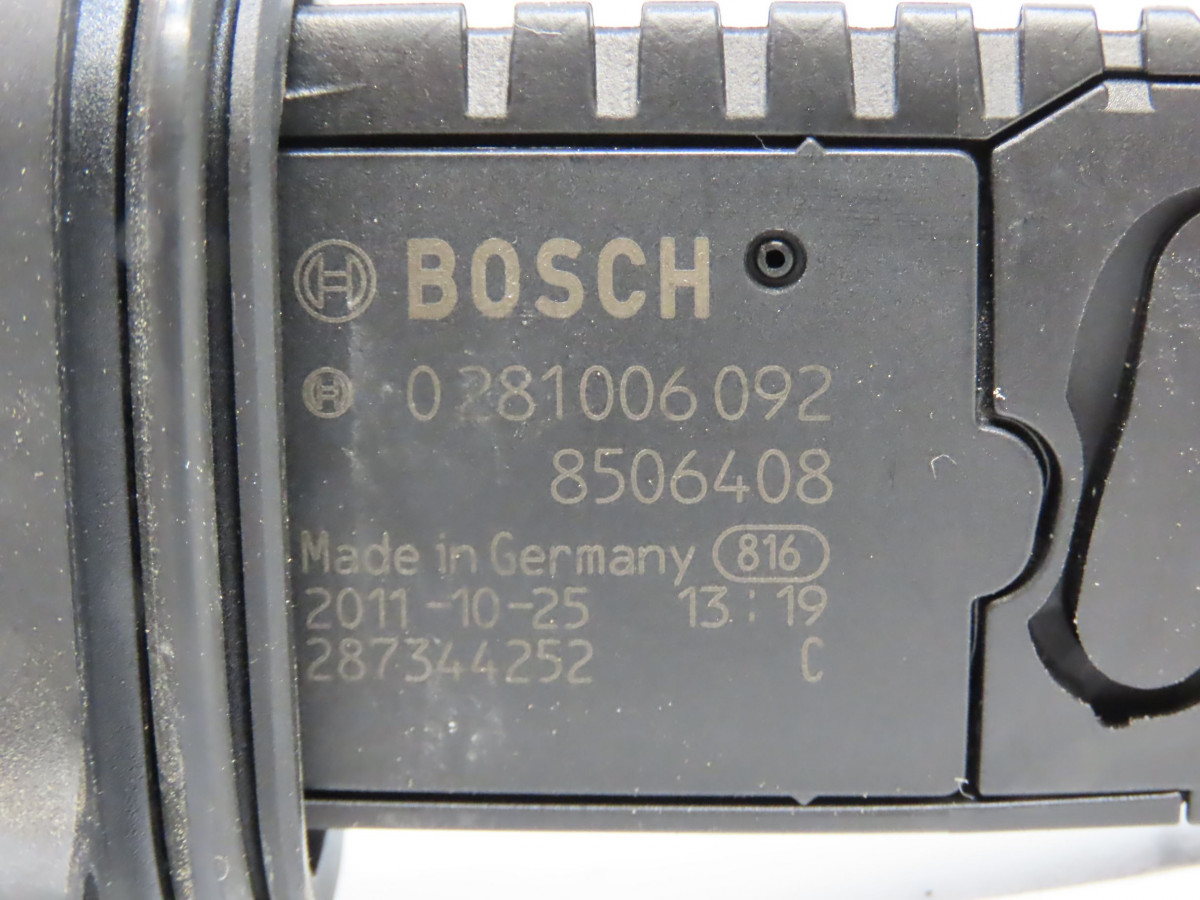 BOSCH
0 281 006 092
8506408
Made in Germany 816
2011-10-25 13:19
287344252 C